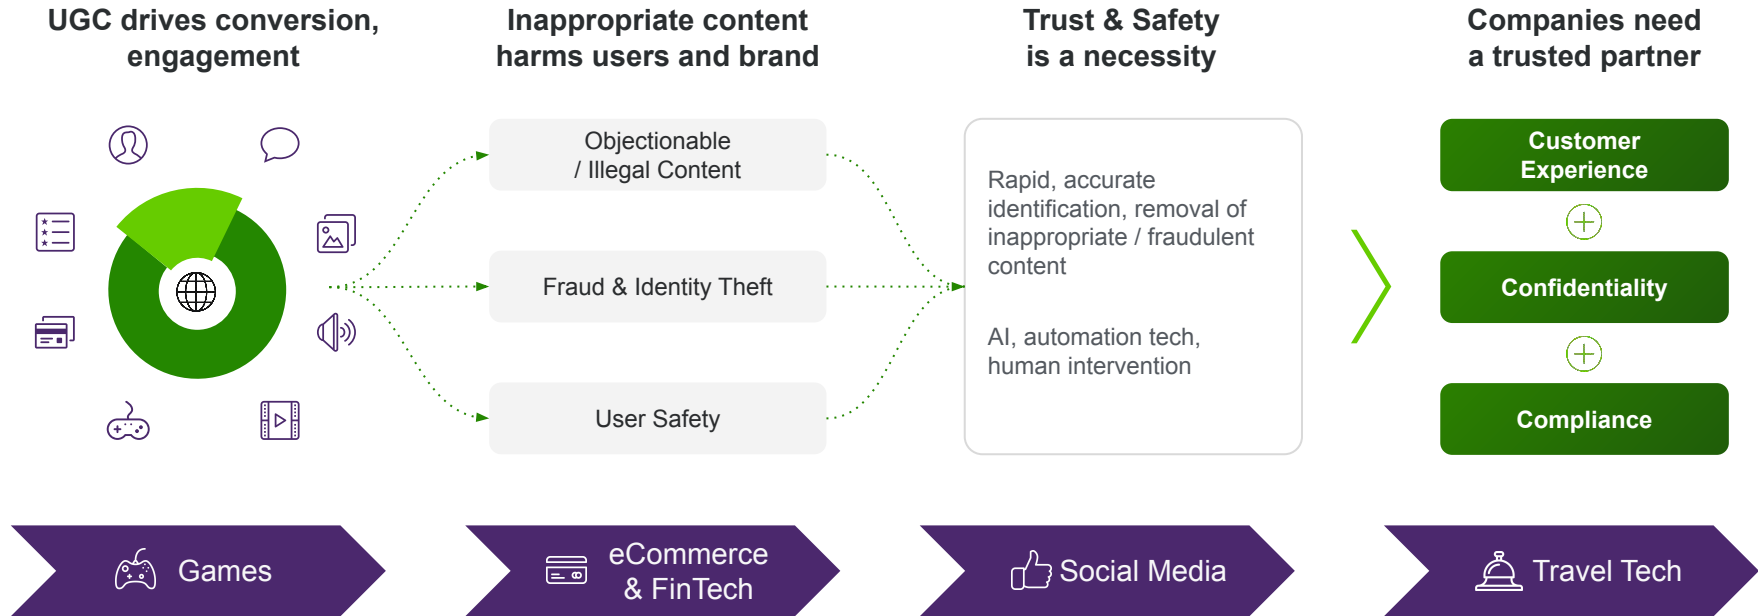 UGC drives conversion,
engagement
Inappropriate content
harms users and brand
Trust & Safety
is a necessity
Companies need
a trusted partner
Objectionable
/ Illegal Content
Fraud & Identity Theft
User Safety
Rapid, accurate
identification, removal of
inappropriate / fraudulent
content
AI, automation tech,
human intervention
Customer
Experience
Confidentiality
Compliance
Games
eCommerce
& FinTech
Social Media
Travel Tech